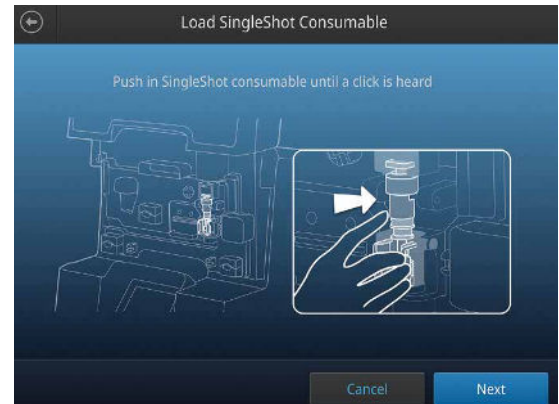 Load SingleShot Consumable
Push in SingleShot consumable until a click is heard
Cancel
Next